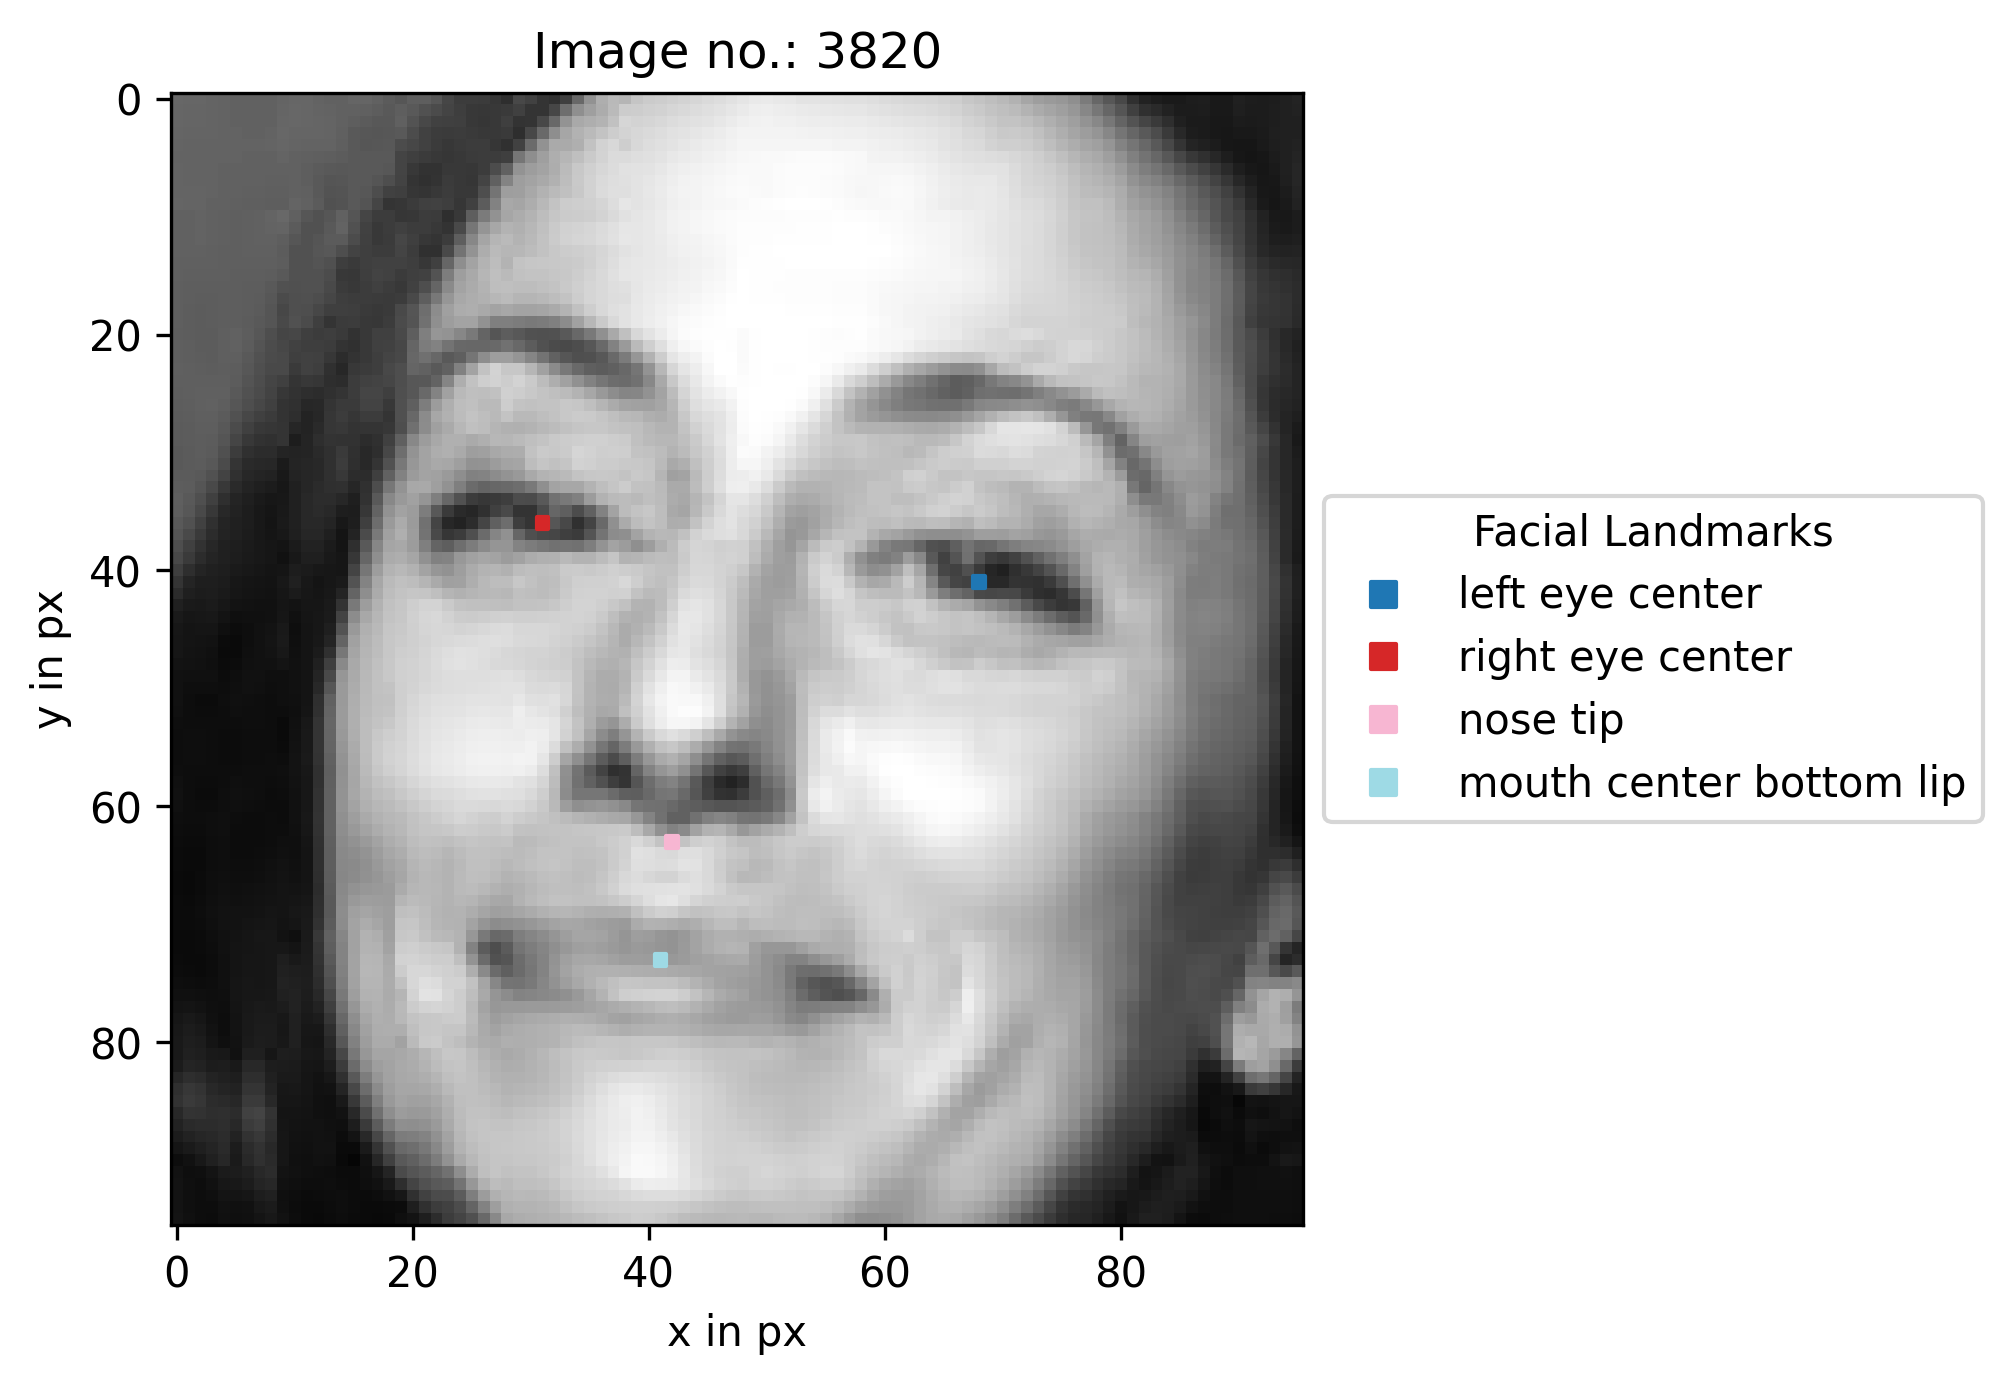 Image no.: 3820
0
20
40
60
80
y in px
0 20 40 60 80
x in px
Facial Landmarks
left eye center
right eye center
nose tip
mouth center bottom lip